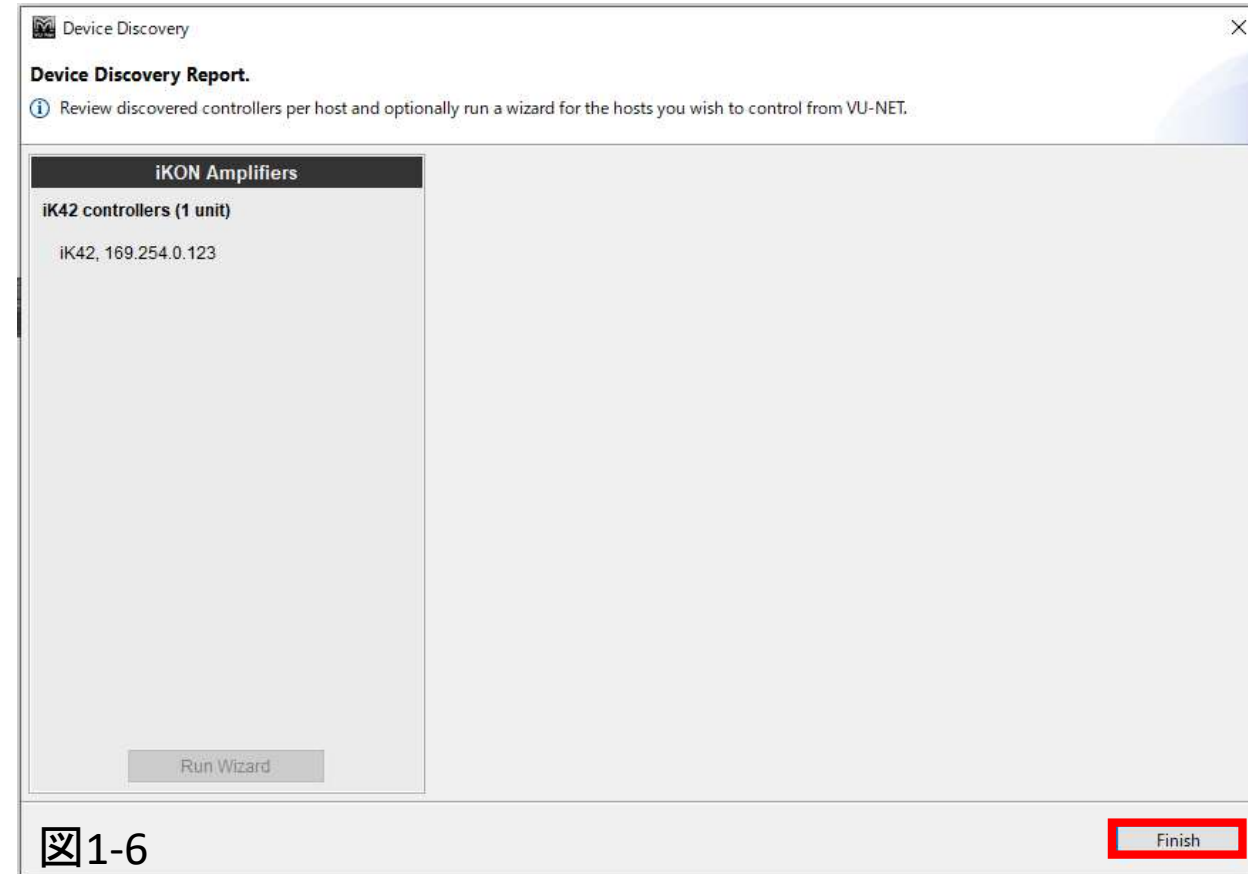 Device Discovery
Device Discovery Report.
Review discovered controllers per host and optionally run a wizard for the hosts you wish to control from VU-NET.
iKON Amplifiers
iK42 controllers (1 unit)
iK42, 169.254.0.123
Run Wizard
図1-6
Finish